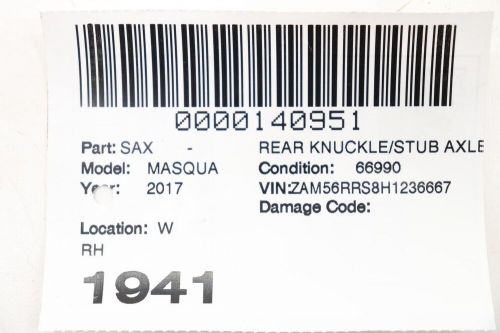 0000140951
Part: SAX - REAR KNUCKLE/STUB AXLE
Model: MASQUA Condition: 66990
Year: 2017 VIN:ZAM56RRS8H1236667
Damage Code:
Location: W
RH
1941